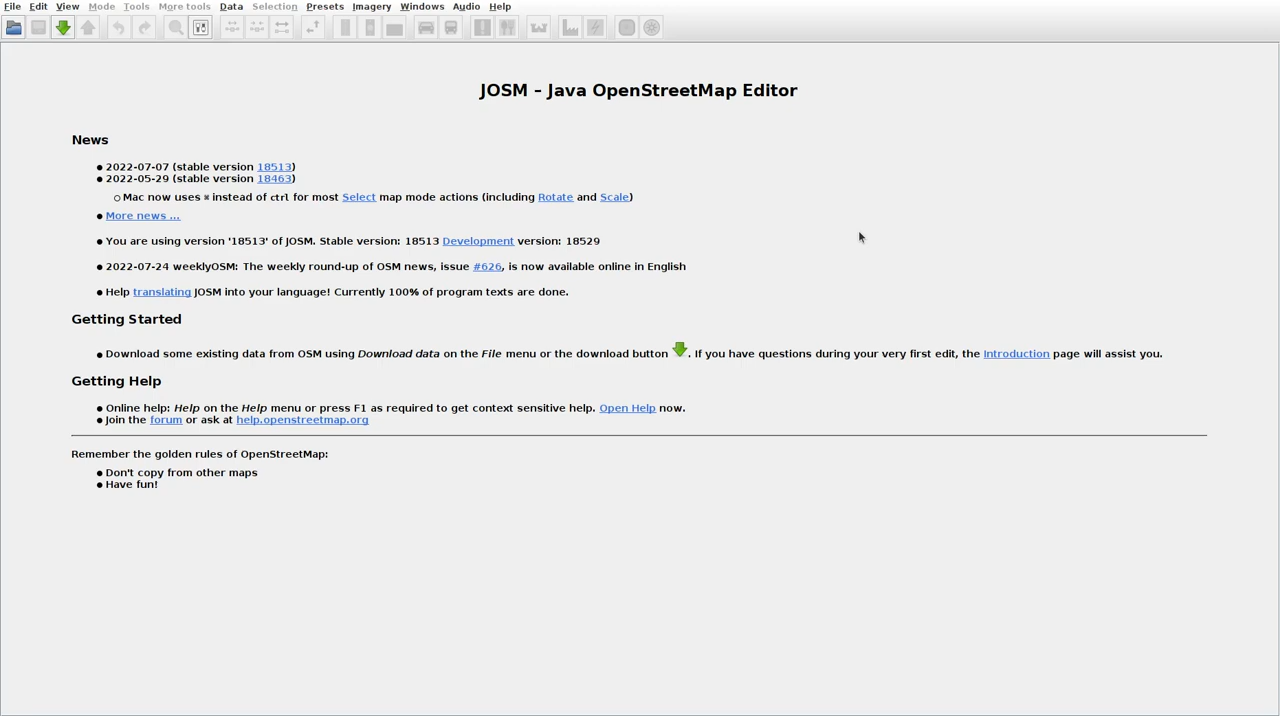 File Edit View Mode Tools More tools Data Selection Presets Imagery Windows Audio Help
JOSM – Java OpenStreetMap Editor
News
2022-07-07 (stable version 18513)
2022-05-29 (stable version 18463)
Mac now uses ⌘ instead of ctrl for most Select map mode actions (including Rotate and Scale)
More news ...
You are using version '18513' of JOSM. Stable version: 18513 Development version: 18529
2022-07-24 weeklyOSM: The weekly round-up of OSM news, issue #626, is now available online in English
Help translating JOSM into your language! Currently 100% of program texts are done.
Getting Started
Download some existing data from OSM using Download data on the File menu or the download button . If you have questions during your very first edit, the Introduction page will assist you.
Getting Help
Online help: Help on the Help menu or press F1 as required to get context sensitive help. Open Help now.
Join the forum or ask at help.openstreetmap.org
Remember the golden rules of OpenStreetMap:
Don't copy from other maps
Have fun!